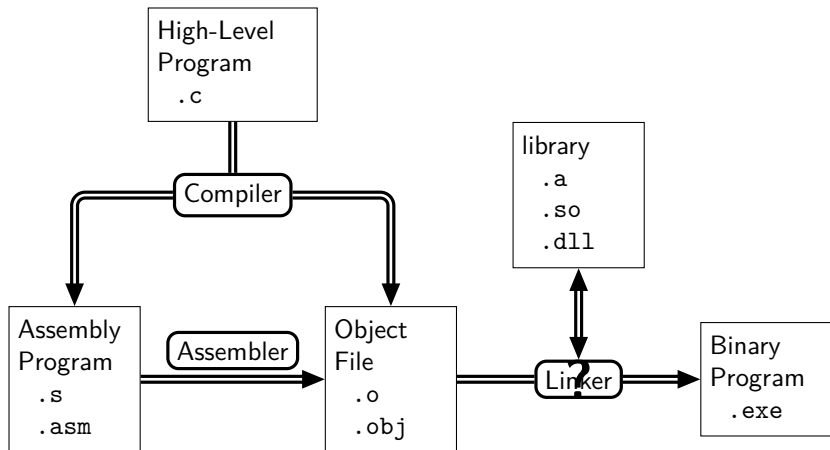 High-Level
Program
.c
Compiler
library
.a
.so
.dll
Assembly
Program
.s
.asm
Assembler
Object
File
.o
.obj
Linker
?
Binary
Program
.exe